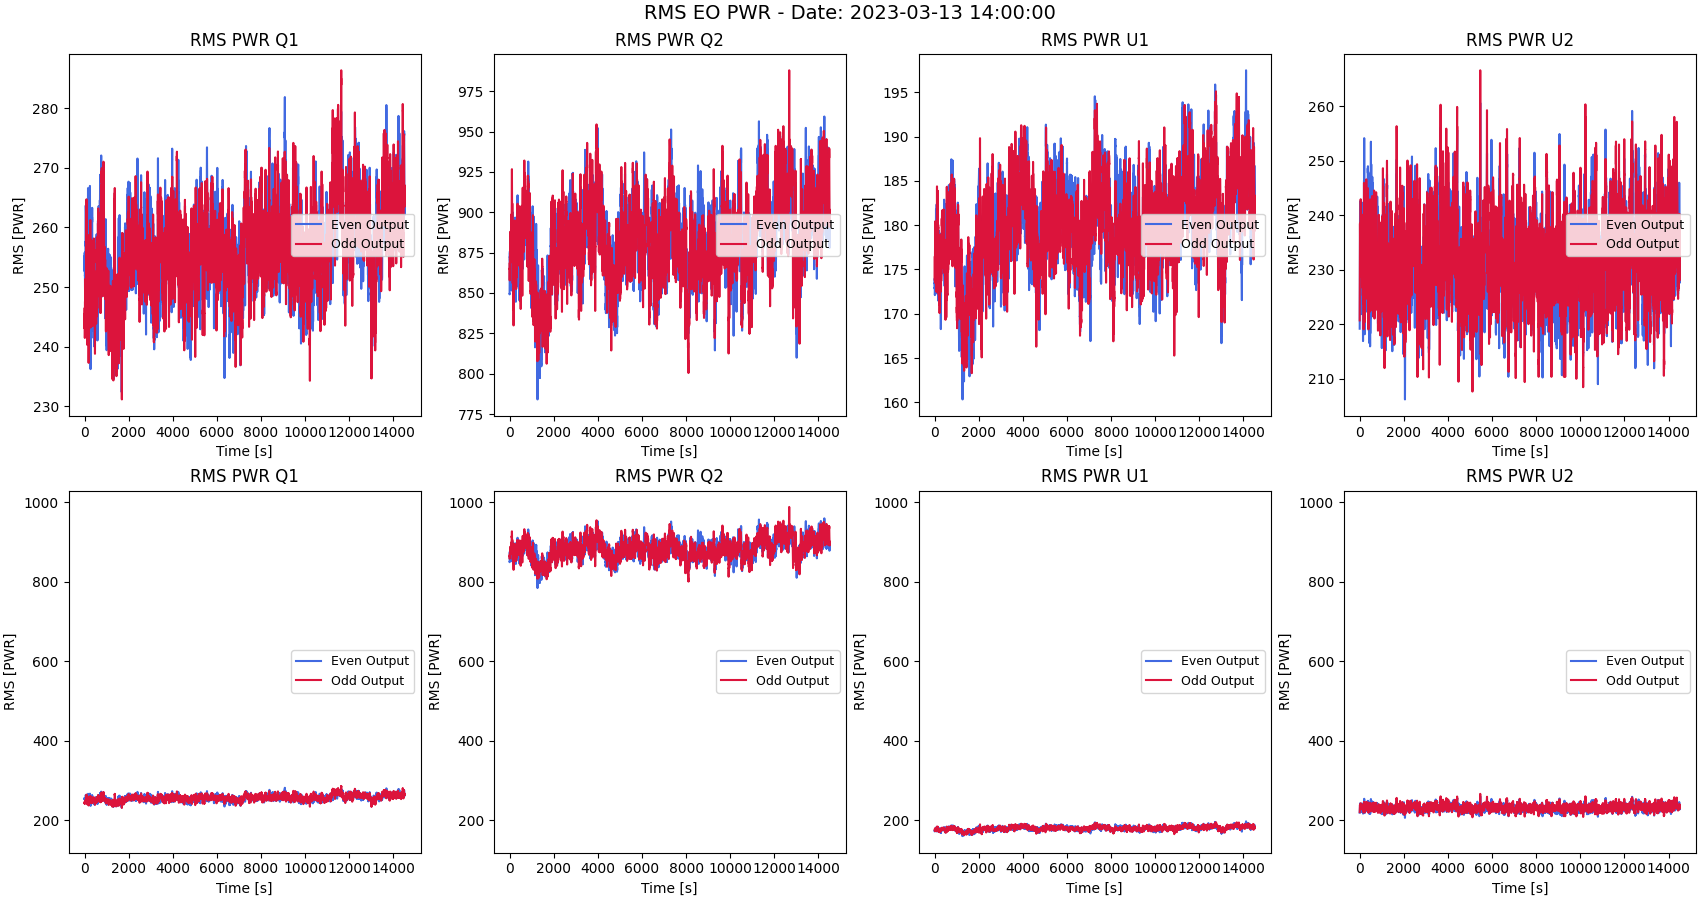 RMS EO PWR - Date: 2023-03-13 14:00:00
RMS PWR Q1
RMS [PWR]
280
270
260
250
240
230
0 2000 4000 6000 8000 10000 12000 14000
Time [s]
Even Output
Odd Output
RMS PWR Q2
RMS [PWR]
975
950
925
900
875
850
825
800
775
0 2000 4000 6000 8000 10000 12000 14000
Time [s]
Even Output
Odd Output
RMS PWR U1
RMS [PWR]
195
190
185
180
175
170
165
160
0 2000 4000 6000 8000 10000 12000 14000
Time [s]
Even Output
Odd Output
RMS PWR U2
RMS [PWR]
260
250
240
230
220
210
0 2000 4000 6000 8000 10000 12000 14000
Time [s]
Even Output
Odd Output
RMS PWR Q1
RMS [PWR]
1000
800
600
400
200
0 2000 4000 6000 8000 10000 12000 14000
Time [s]
Even Output
Odd Output
RMS PWR Q2
RMS [PWR]
1000
800
600
400
200
0 2000 4000 6000 8000 10000 12000 14000
Time [s]
Even Output
Odd Output
RMS PWR U1
RMS [PWR]
1000
800
600
400
200
0 2000 4000 6000 8000 10000 12000 14000
Time [s]
Even Output
Odd Output
RMS PWR U2
RMS [PWR]
1000
800
600
400
200
0 2000 4000 6000 8000 10000 12000 14000
Time [s]
Even Output
Odd Output